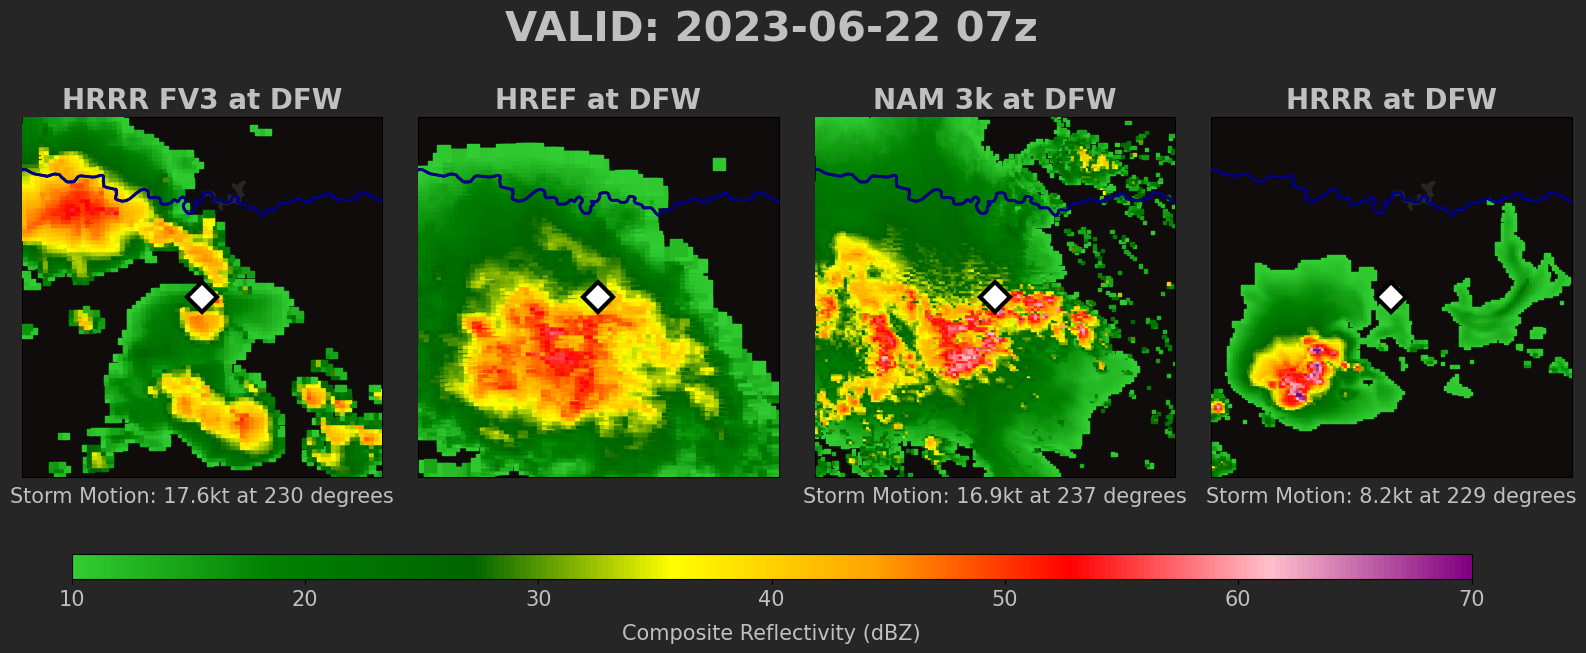 VALID: 2023-06-22 07z
HRRR FV3 at DFW
HREF at DFW
NAM 3k at DFW
HRRR at DFW
Storm Motion: 17.6kt at 230 degrees
Storm Motion: 16.9kt at 237 degrees
Storm Motion: 8.2kt at 229 degrees
10 20 30 40 50 60 70
Composite Reflectivity (dBZ)